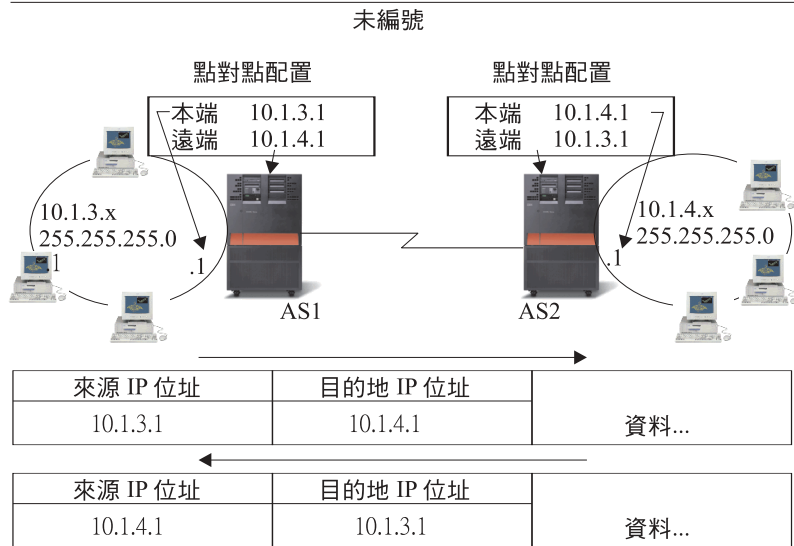 未編號
點對點配置
本端 10.1.3.1
遠端 10.1.4.1
點對點配置
本端 10.1.4.1
遠端 10.1.3.1
10.1.3.x
255.255.255.0
.1
.1
AS1
10.1.4.x
255.255.255.0
.1
AS2
來源 IP 位址 目的地 IP 位址
10.1.3.1 10.1.4.1 資料...
來源 IP 位址 目的地 IP 位址
10.1.4.1 10.1.3.1 資料...